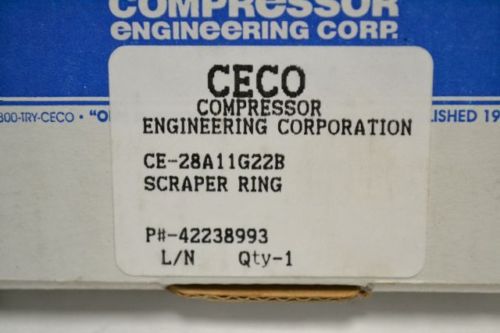 COMPRESSOR
ENGINEERING CORP.
800-TRY-CECO • "O
LISHED 19
CECO
COMPRESSOR
ENGINEERING CORPORATION
CE-28A11G22B
SCRAPER RING
P#-42238993
L/N Qty-1